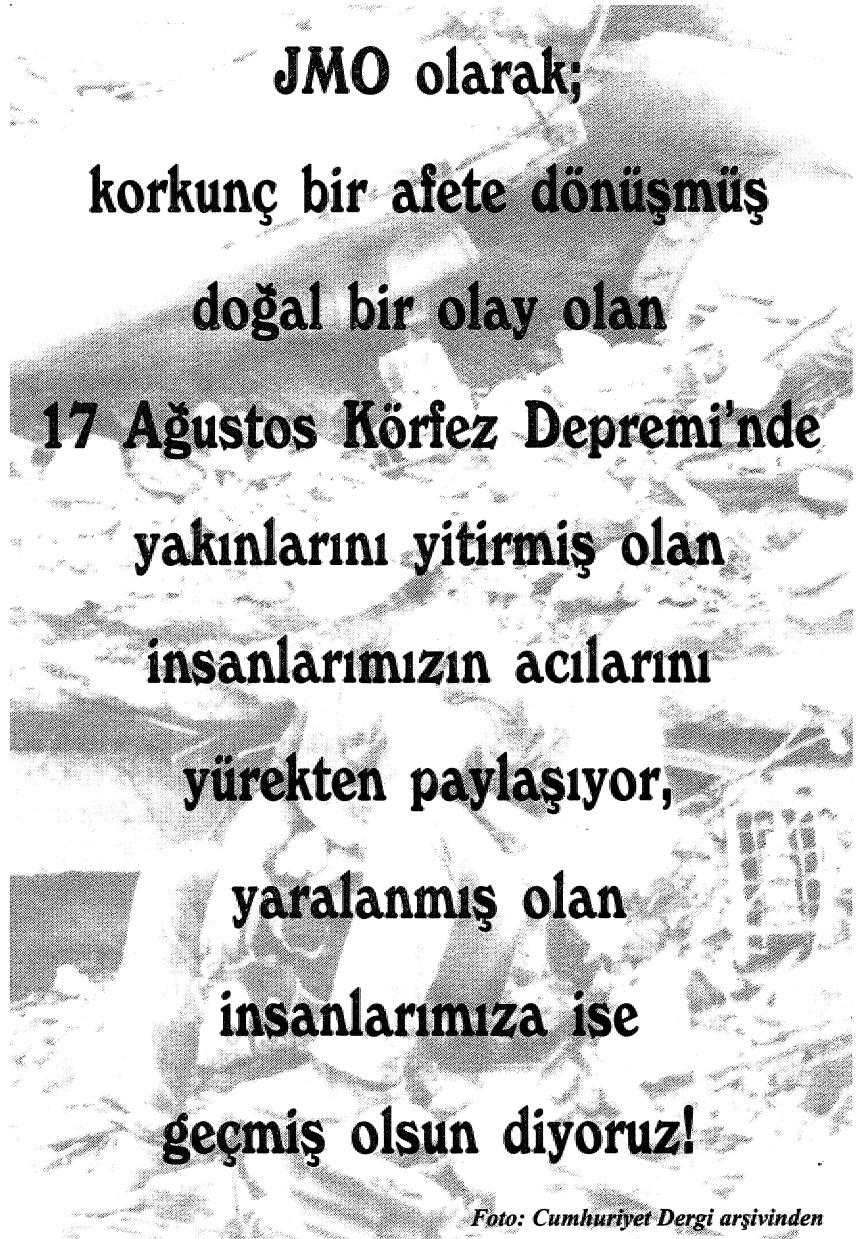 JMO olarak;
korkunç bir afete dönüşmüş
doğal bir olay olan
17 Ağustos Körfez Depremi'nde
yakınlarını yitirmiş olan
insanlarımızın acılarını
yürekten paylaşıyor,
yaralanmış olan
insanlarımıza ise
geçmiş olsun diyoruz!
Foto: Cumhuriyet Dergi arşivinden